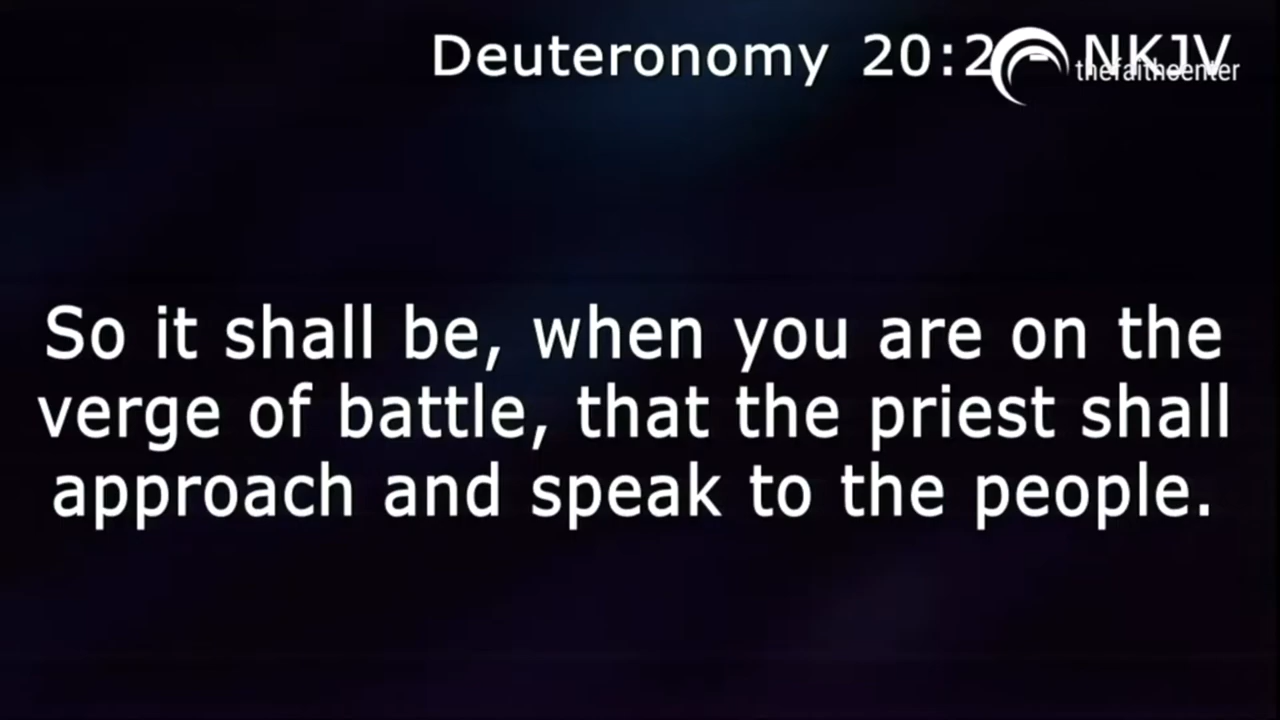 Deuteronomy 20:2 - NKJV
thefaithcenter
So it shall be, when you are on the
verge of battle, that the priest shall
approach and speak to the people.